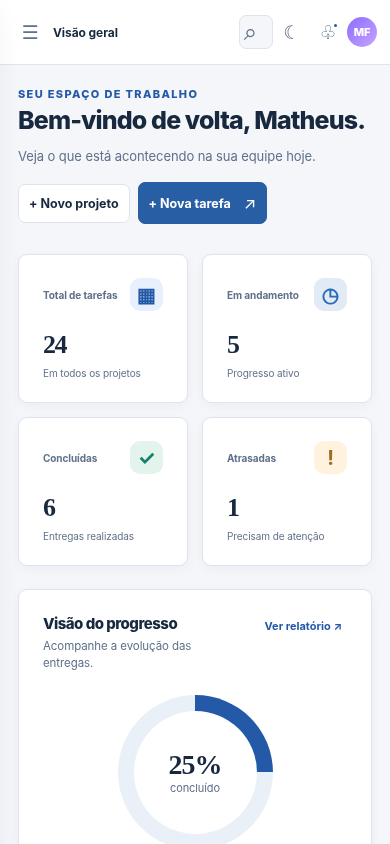 Visão geral
MF
SEU ESPAÇO DE TRABALHO
Bem-vindo de volta, Matheus.
Veja o que está acontecendo na sua equipe hoje.
+ Novo projeto
+ Nova tarefa ↗
Total de tarefas
24
Em todos os projetos
Em andamento
5
Progresso ativo
Concluídas
6
Entregas realizadas
Atrasadas
!
1
Precisam de atenção
Visão do progresso
Ver relatório ↗
Acompanhe a evolução das
entregas.
25%
concluído